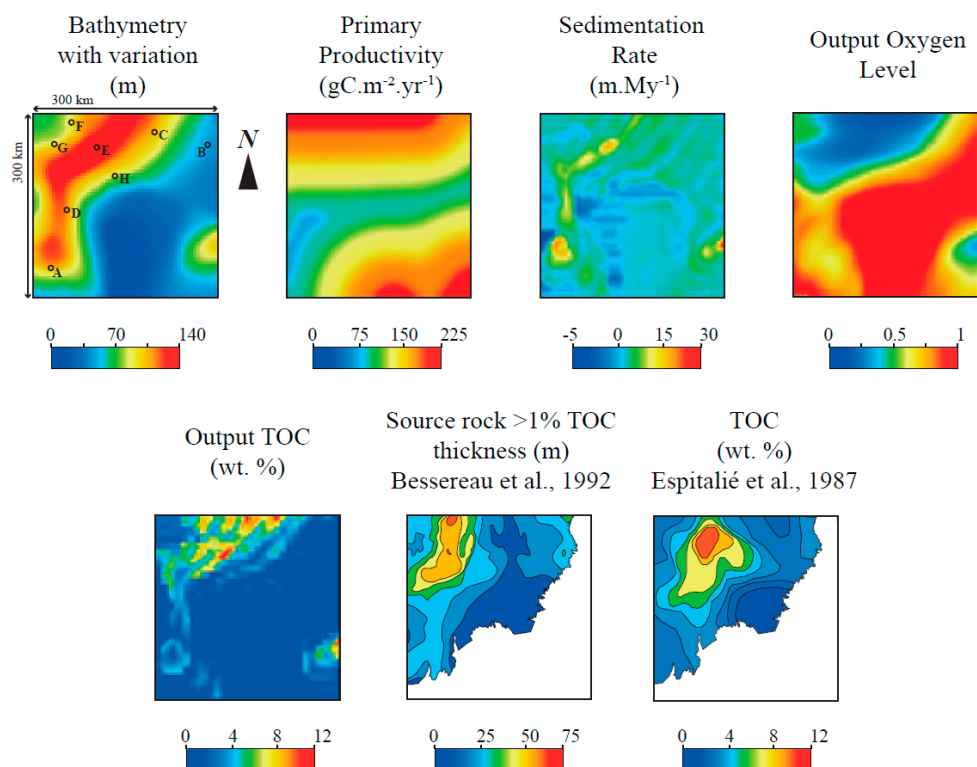 Bathymetry
with variation
(m)
Primary
Productivity
(gC.m⁻².yr⁻¹)
Sedimentation
Rate
(m.My⁻¹)
Output Oxygen
Level
300 km
300 km
F
C
G
E
B
H
D
A
N
0 70 140
0 75 150 225
-5 0 15 30
0 0.5 1
Output TOC
(wt. %)
Source rock >1% TOC
thickness (m)
Bessereau et al., 1992
TOC
(wt. %)
Espitalié et al., 1987
0 4 8 12
0 25 50 75
0 4 8 12